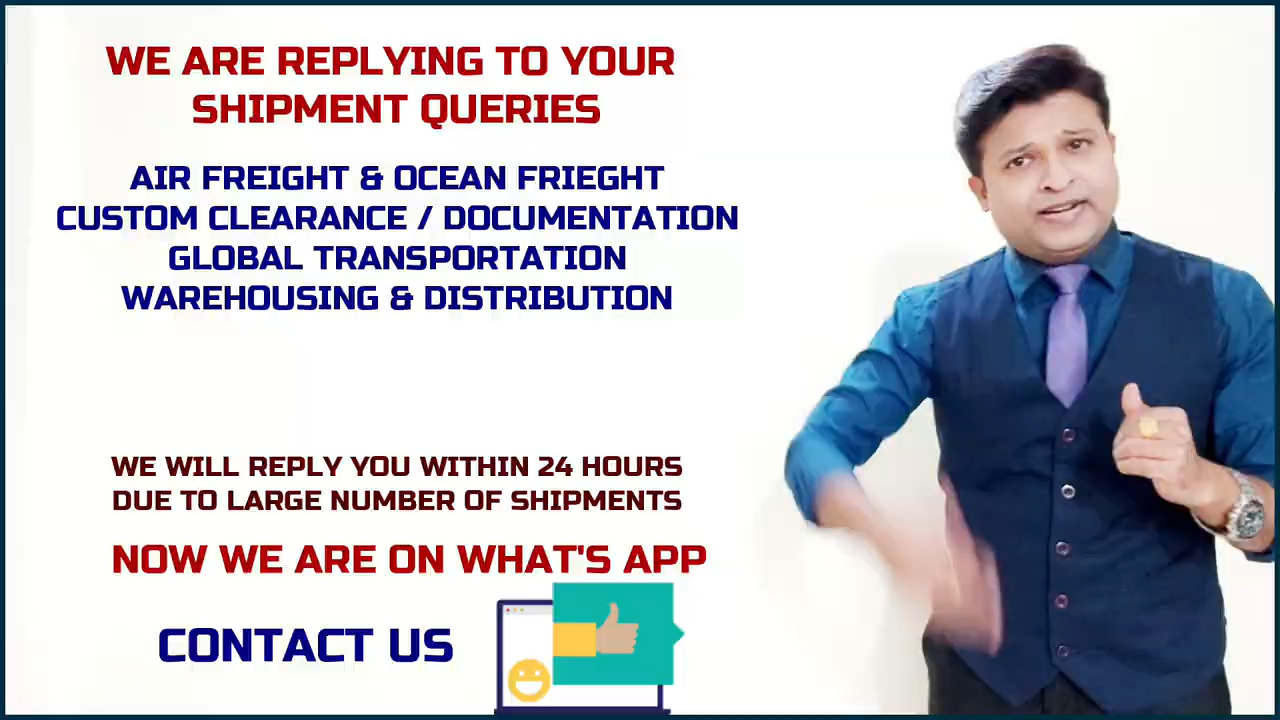 WE ARE REPLYING TO YOUR
SHIPMENT QUERIES
AIR FREIGHT & OCEAN FRIEGHT
CUSTOM CLEARANCE / DOCUMENTATION
GLOBAL TRANSPORTATION
WAREHOUSING & DISTRIBUTION
WE WILL REPLY YOU WITHIN 24 HOURS
DUE TO LARGE NUMBER OF SHIPMENTS
NOW WE ARE ON WHAT'S APP
CONTACT US